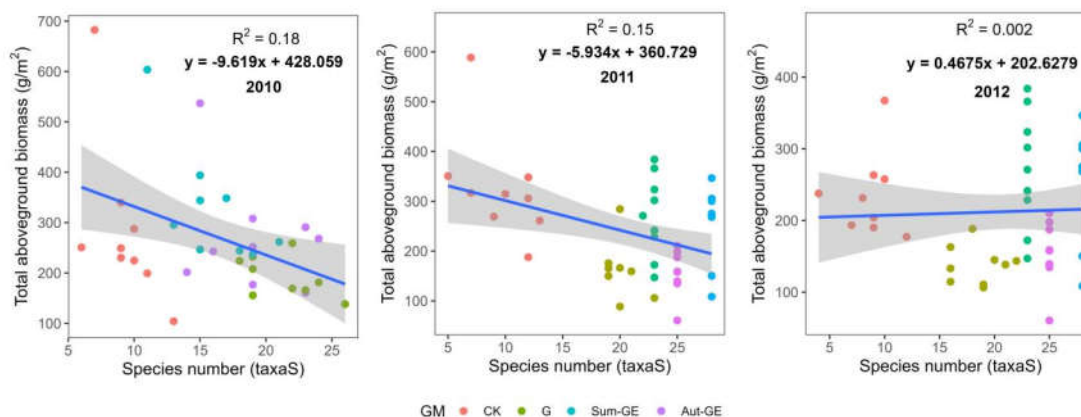 R² = 0.18
y = -9.619x + 428.059
2010
Total aboveground biomass (g/m²)
700
600
500
400
300
200
100
5
10
15
20
25
Species number (taxaS)
R² = 0.15
y = -5.934x + 360.729
2011
Total aboveground biomass (g/m²)
600
500
400
300
200
100
5
10
15
20
25
Species number (taxaS)
R² = 0.002
y = 0.4675x + 202.6279
2012
Total aboveground biomass (g/m²)
400
300
200
100
5
10
15
20
25
Species number (taxaS)
GM CK G Sum-GE Aut-GE